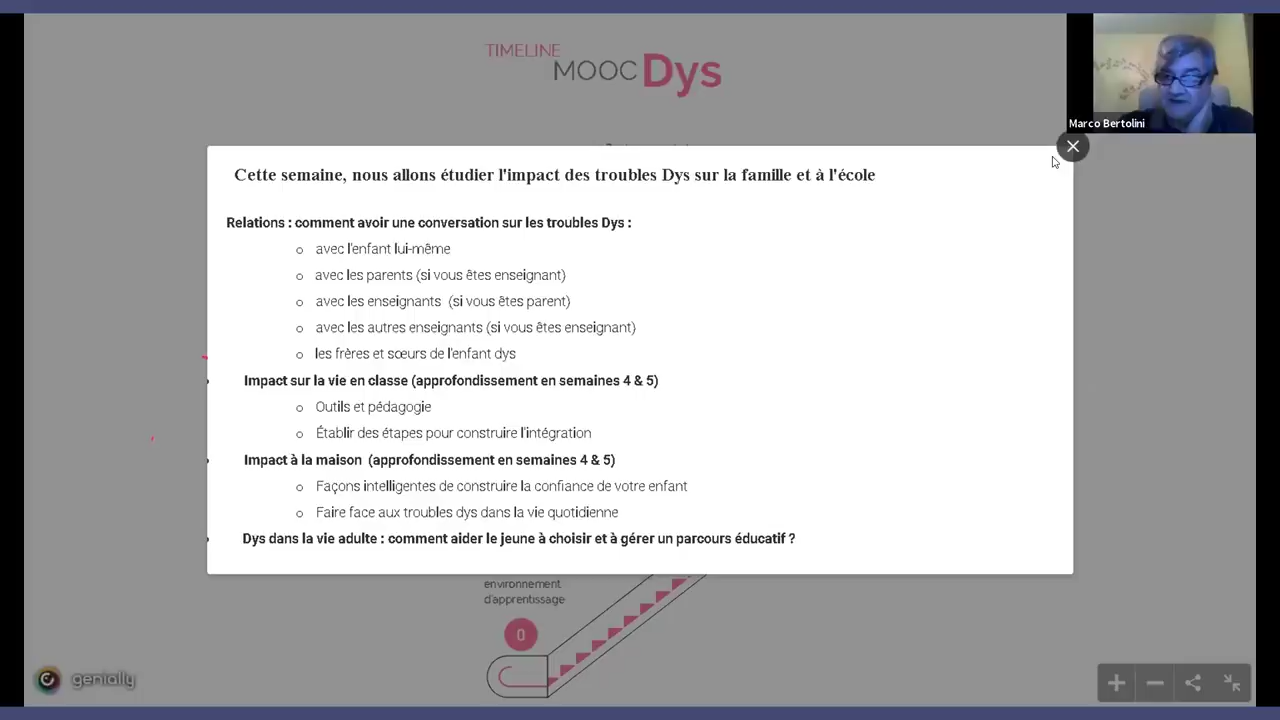 TIMELINE
MOOC Dys
Marco Bertolini
Cette semaine, nous allons étudier l'impact des troubles Dys sur la famille et à l'école
Relations : comment avoir une conversation sur les troubles Dys :
avec l'enfant lui-même
avec les parents (si vous êtes enseignant)
avec les enseignants (si vous êtes parent)
avec les autres enseignants (si vous êtes enseignant)
les frères et sœurs de l'enfant dys
Impact sur la vie en classe (approfondissement en semaines 4 & 5)
Outils et pédagogie
Établir des étapes pour construire l'intégration
Impact à la maison (approfondissement en semaines 4 & 5)
Façons intelligentes de construire la confiance de votre enfant
Faire face aux troubles dys dans la vie quotidienne
Dys dans la vie adulte : comment aider le jeune à choisir et à gérer un parcours éducatif ?
environnement
d'apprentissage
0
genially